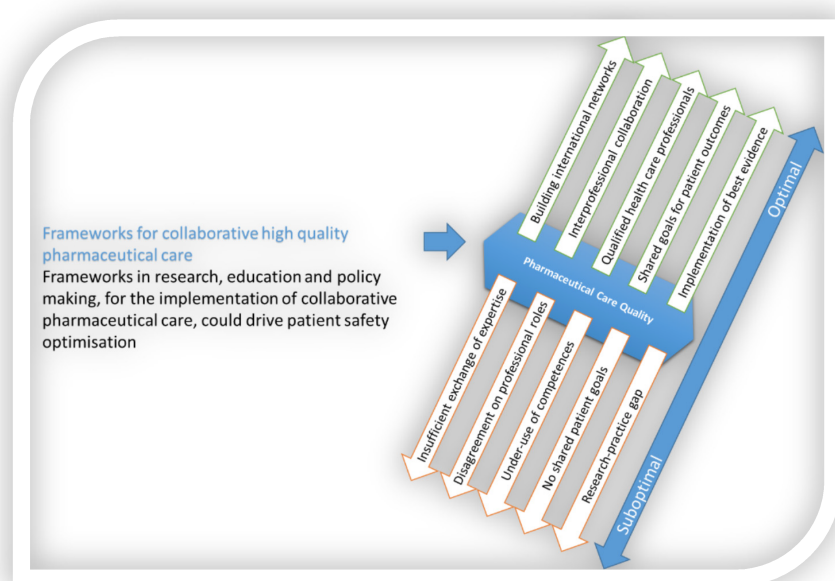 Frameworks for collaborative high quality
pharmaceutical care
Frameworks in research, education and policy
making, for the implementation of collaborative
pharmaceutical care, could drive patient safety
optimisation
Building international networks
Interprofessional collaboration
Qualified health care professionals
Shared goals for patient outcomes
Implementation of best evidence
Optimal
Pharmaceutical Care Quality
Insufficient exchange of expertise
Disagreement on professional roles
Under-use of competences
No shared patient goals
Research-practice gap
Suboptimal